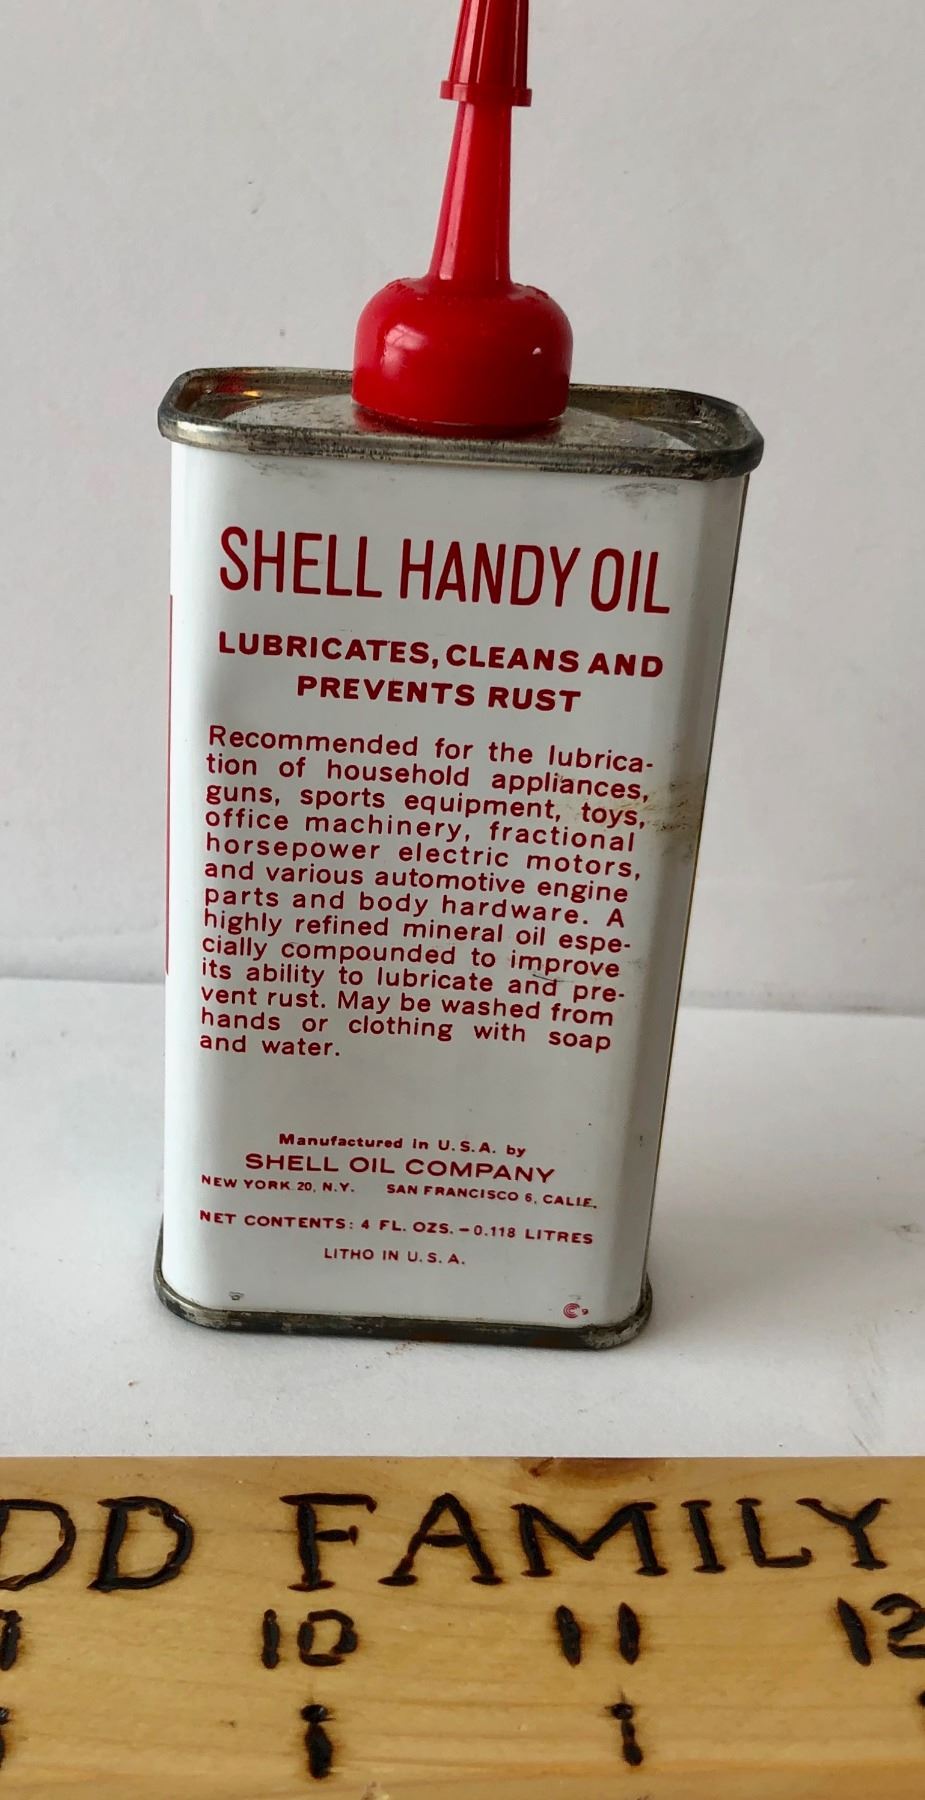 SHELL HANDY OIL
LUBRICATES, CLEANS AND
PREVENTS RUST
Recommended for the lubrica-
tion of household appliances,
guns, sports equipment, toys,
office machinery, fractional
horsepower electric motors,
and various automotive engine
parts and body hardware. A
highly refined mineral oil espe-
cially compounded to improve
its ability to lubricate and pre-
vent rust. May be washed from
hands or clothing with soap
and water.
Manufactured in U.S.A. by
SHELL OIL COMPANY
NEW YORK 20, N.Y. SAN FRANCISCO 6, CALIF.
NET CONTENTS: 4 FL. OZS. – 0.118 LITRES
LITHO IN U.S.A.
9
DD FAMILY
10 11 12